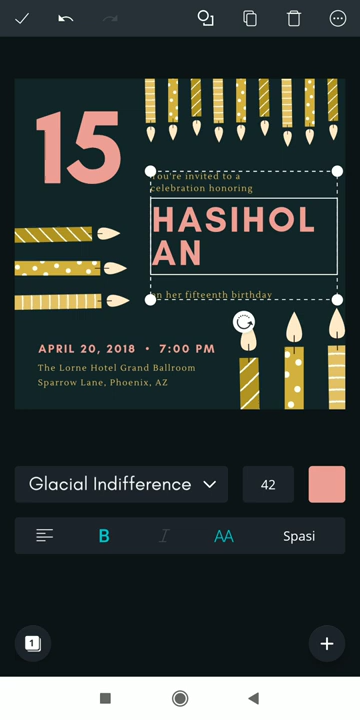 15
You're invited to a
celebration honoring
HASIHOL
AN
on her fifteenth birthday
APRIL 20, 2018 • 7:00 PM
The Lorne Hotel Grand Ballroom
Sparrow Lane, Phoenix, AZ
Glacial Indifference
42
B
I
AA
Spasi
1